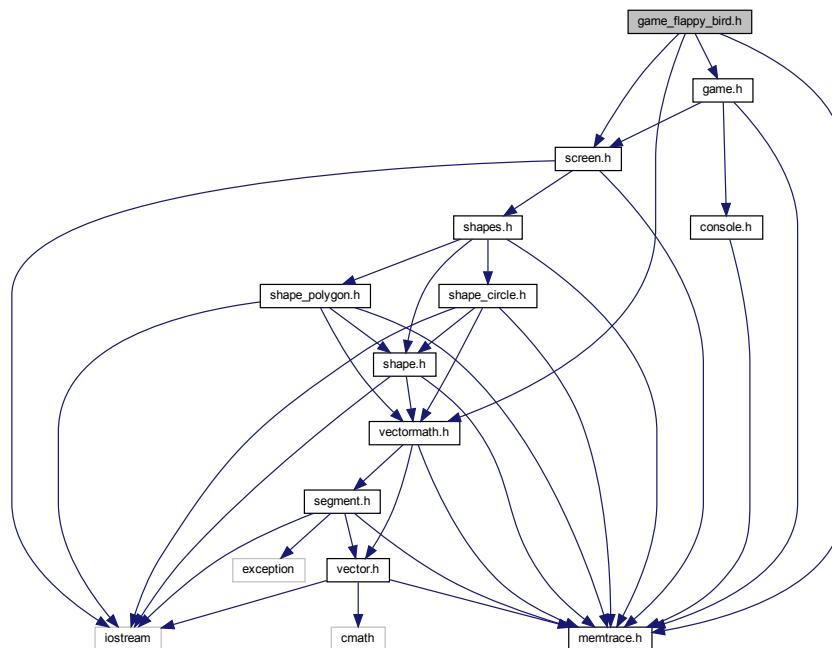 game_flappy_bird.h
game.h
screen.h
shapes.h
console.h
shape_polygon.h
shape_circle.h
shape.h
vectormath.h
segment.h
exception
vector.h
iostream
cmath
memtrace.h